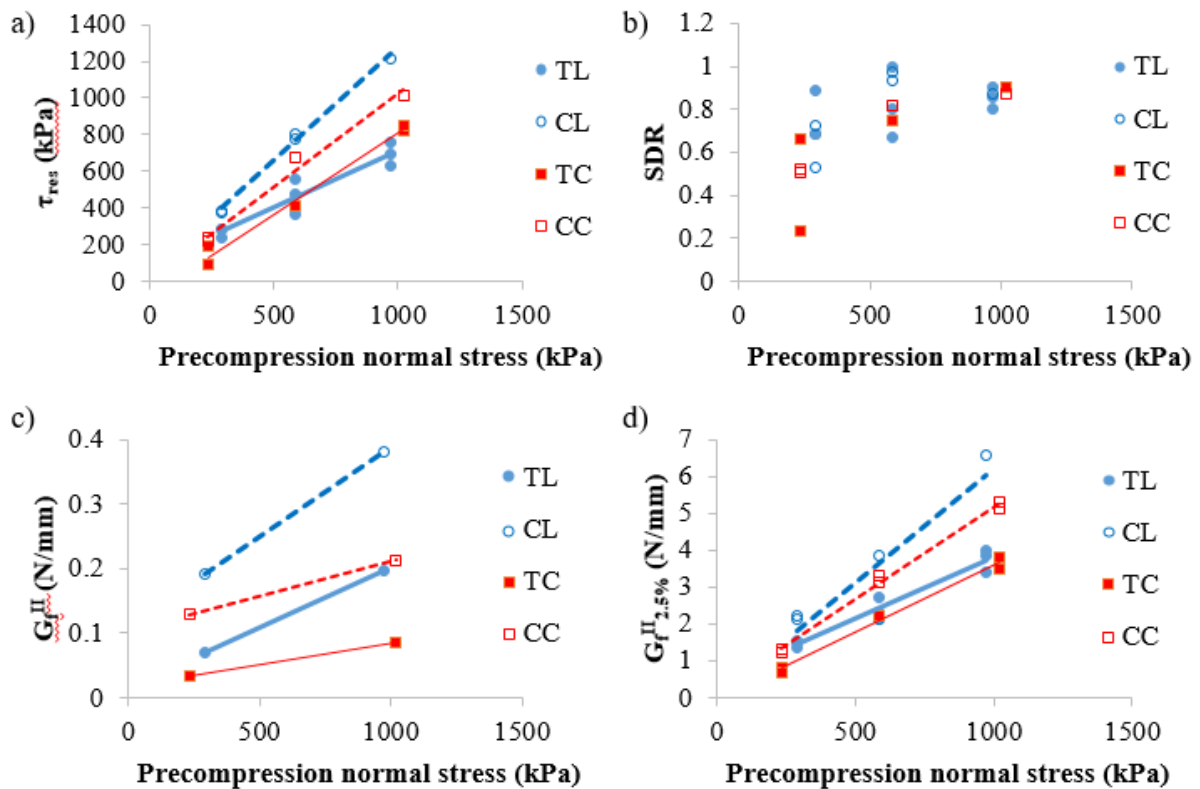 a)
τres (kPa)
1400
1200
1000
800
600
400
200
0
0 500 1000 1500
Precompression normal stress (kPa)
TL
CL
TC
CC
b)
SDR
1.2
1
0.8
0.6
0.4
0.2
0
0 500 1000 1500
Precompression normal stress (kPa)
TL
CL
TC
CC
c)
GfII (N/mm)
0.4
0.3
0.2
0.1
0
0 500 1000 1500
Precompression normal stress (kPa)
TL
CL
TC
CC
d)
GfII2.5% (N/mm)
7
6
5
4
3
2
1
0
0 500 1000 1500
Precompression normal stress (kPa)
TL
CL
TC
CC